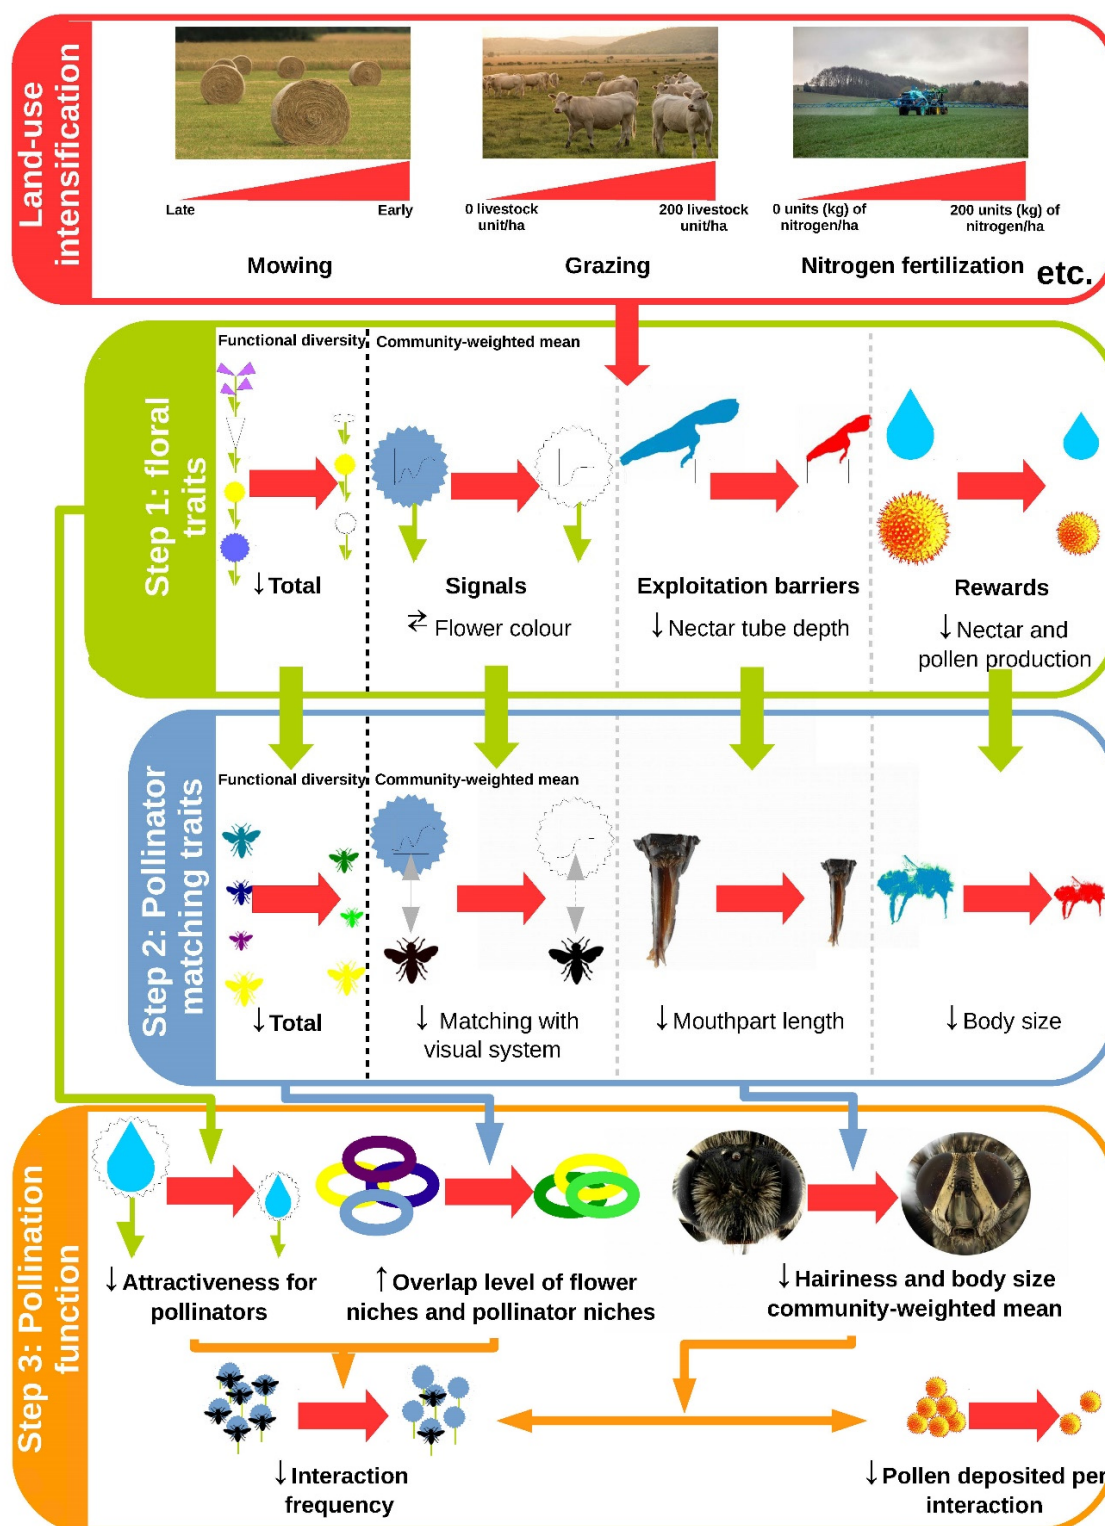 Land-use
intensification
Late
Early
Mowing
0 livestock
unit/ha
200 livestock
unit/ha
Grazing
0 units (kg) of
nitrogen/ha
200 units (kg) of
nitrogen/ha
Nitrogen fertilization
etc.
Step 1: floral
traits
Functional diversity
Community-weighted mean
↓Total
Signals
⇄ Flower colour
Exploitation barriers
↓Nectar tube depth
Rewards
↓Nectar and
pollen production
Step 2: Pollinator
matching traits
Functional diversity
Community-weighted mean
↓Total
↓ Matching with
visual system
↓Mouthpart length
↓Body size
Step 3: Pollination
function
↓Attractiveness for
pollinators
↑Overlap level of flower
niches and pollinator niches
↓Hairiness and body size
community-weighted mean
↓Interaction
frequency
↓Pollen deposited per
interaction